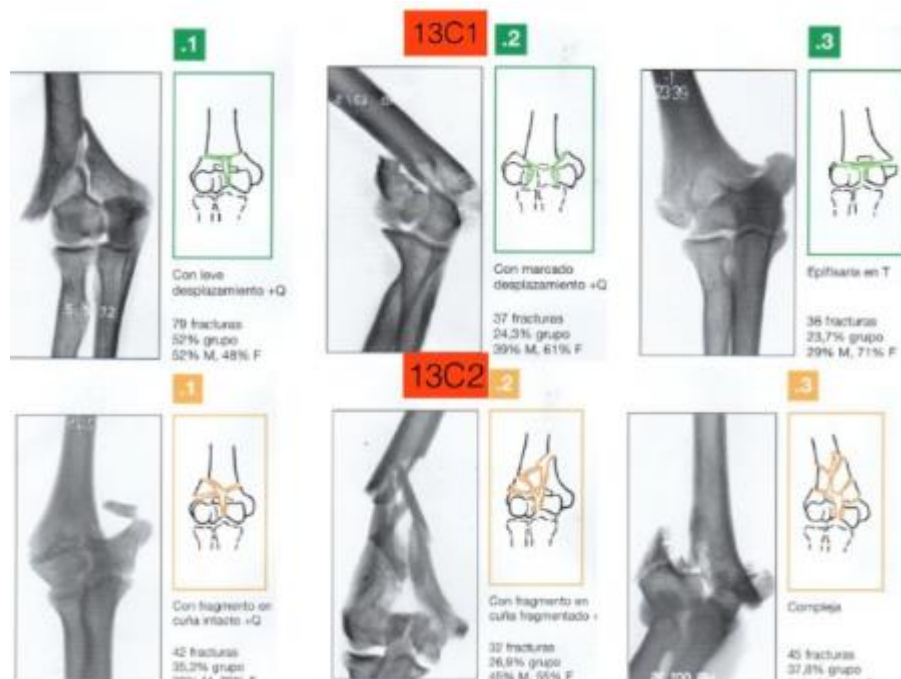 13C1
.1
Con leve
desplazamiento +Q
79 fracturas
52% grupo
52% M, 48% F
.2
Con marcado
desplazamiento +Q
37 fracturas
24,3% grupo
39% M, 61% F
.3
Epifisaria en T
36 fracturas
23,7% grupo
29% M, 71% F
13C2
.1
Con fragmento en
cuña intacto +Q
42 fracturas
35,2% grupo
.2
Con fragmento en
cuña fragmentado
32 fracturas
26,9% grupo
45% M, 55% F
.3
Compleja
45 fracturas
37,8% grupo